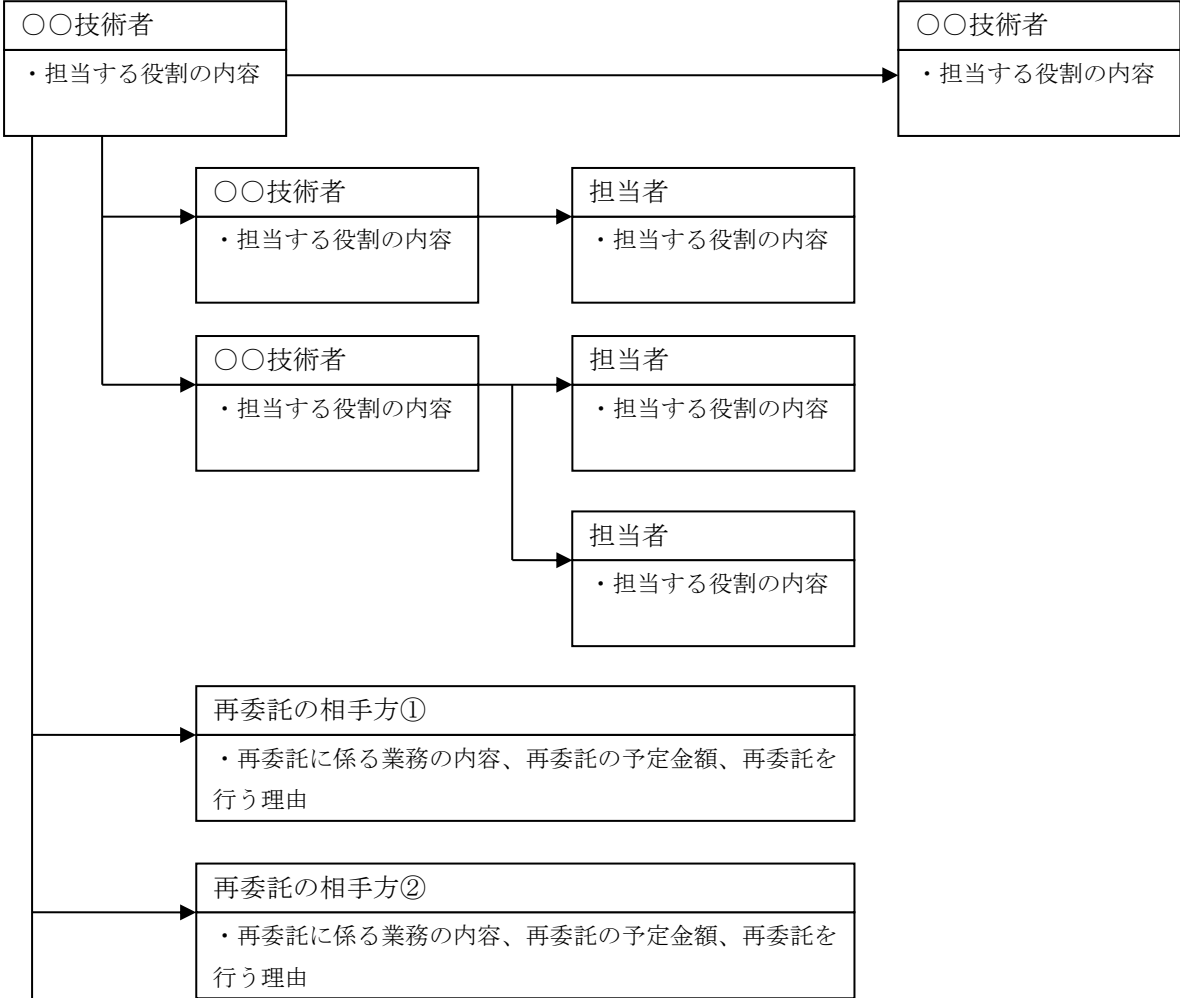 ○○技術者
・担当する役割の内容
○○技術者
・担当する役割の内容
○○技術者
・担当する役割の内容
担当者
・担当する役割の内容
○○技術者
・担当する役割の内容
担当者
・担当する役割の内容
担当者
・担当する役割の内容
再委託の相手方①
・再委託に係る業務の内容、再委託の予定金額、再委託を
行う理由
再委託の相手方②
・再委託に係る業務の内容、再委託の予定金額、再委託を
行う理由